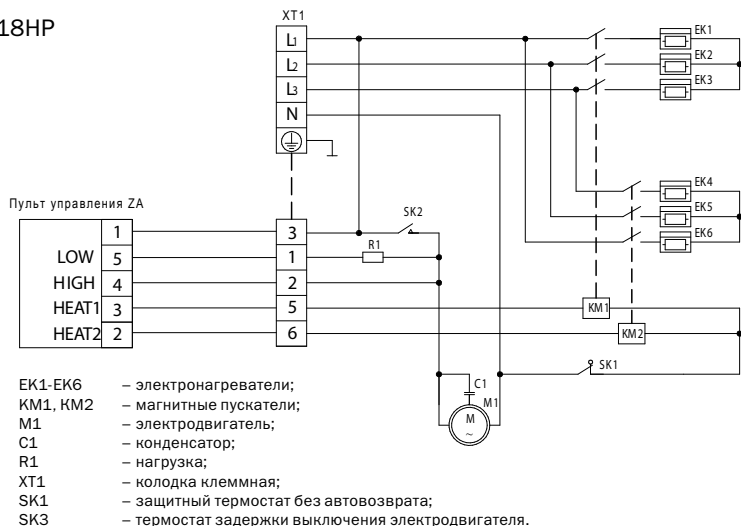 18HP
XT1
L1
L2
L3
N
EK1
EK2
EK3
EK4
EK5
EK6
Пульт управления ZA
1
LOW 5
HIGH 4
HEAT1 3
HEAT2 2
3
1
2
5
6
SK2
R1
KM1
KM2
SK1
C1
M1
M
~
EK1-EK6 – электронагреватели;
KM1, KM2 – магнитные пускатели;
M1 – электродвигатель;
C1 – конденсатор;
R1 – нагрузка;
XT1 – колодка клеммная;
SK1 – защитный термостат без автовозврата;
SK3 – термостат задержки выключения электродвигателя.